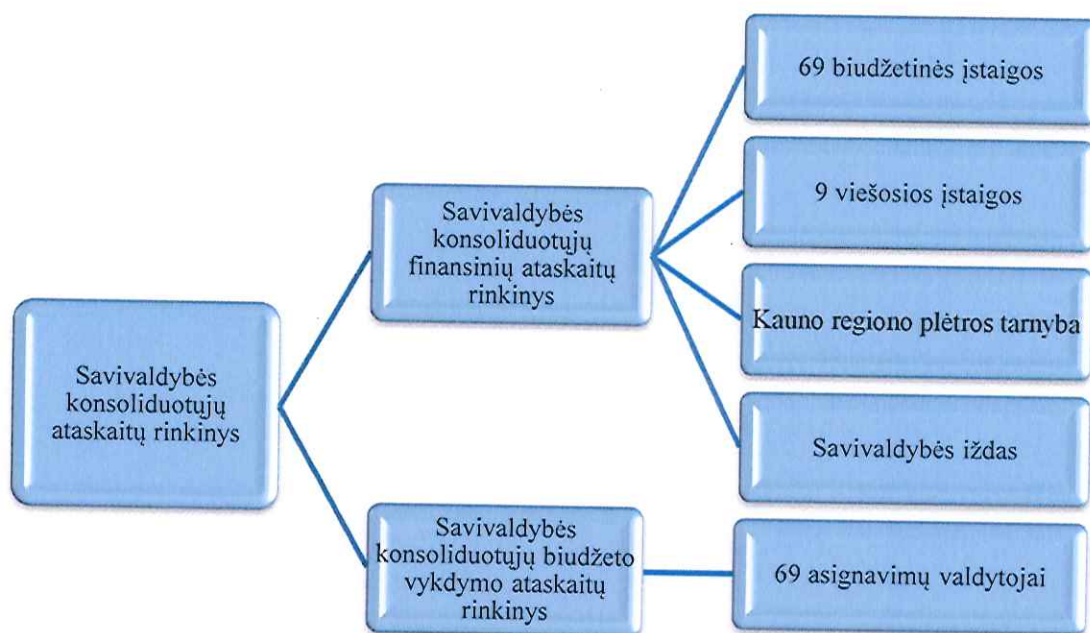 Savivaldybės
konsoliduotųjų
ataskaitų rinkinys
Savivaldybės
konsoliduotųjų
finansinių ataskaitų
rinkinys
69 biudžetinės įstaigos
9 viešosios įstaigos
Kauno regiono plėtros tarnyba
Savivaldybės iždas
Savivaldybės
konsoliduotųjų biudžeto
vykdymo ataskaitų
rinkinys
69 asignavimų valdytojai